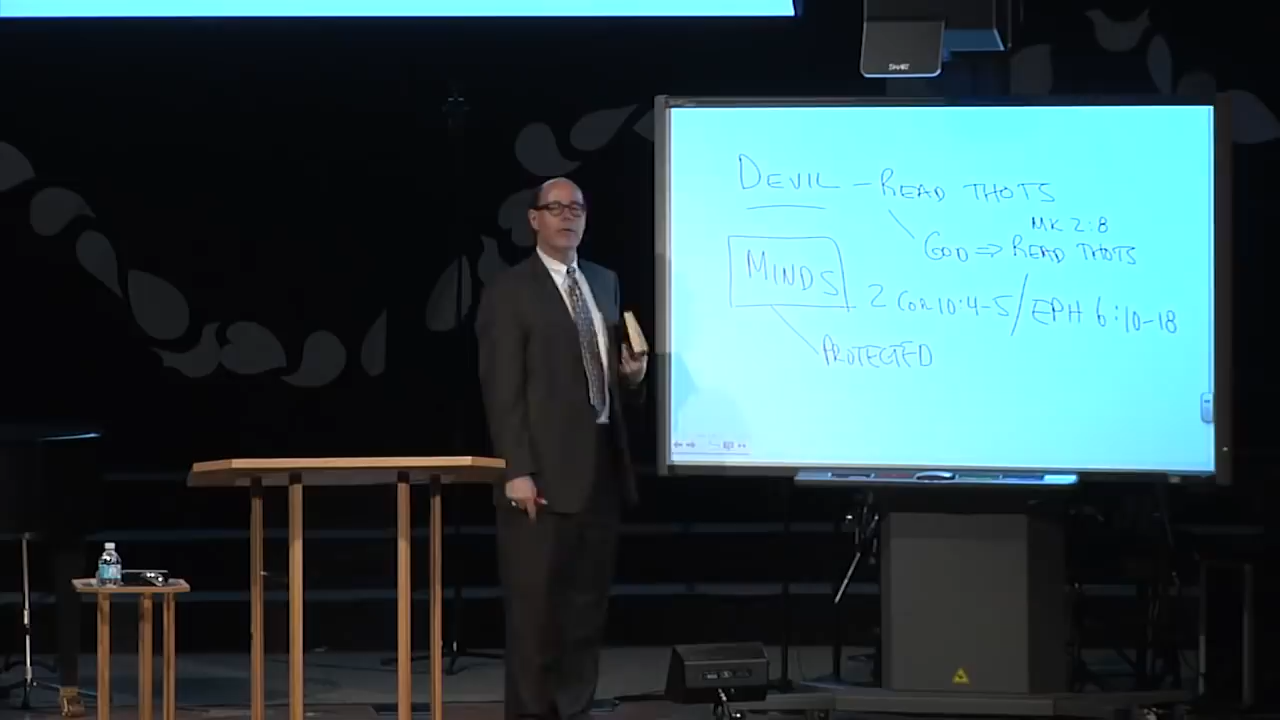 SMART
DEVIL – READ THOTS
MK 2:8
GOD ⇒ READ THOTS
MINDS
2 COR 10:4-5 / EPH 6:10-18
PROTECTED